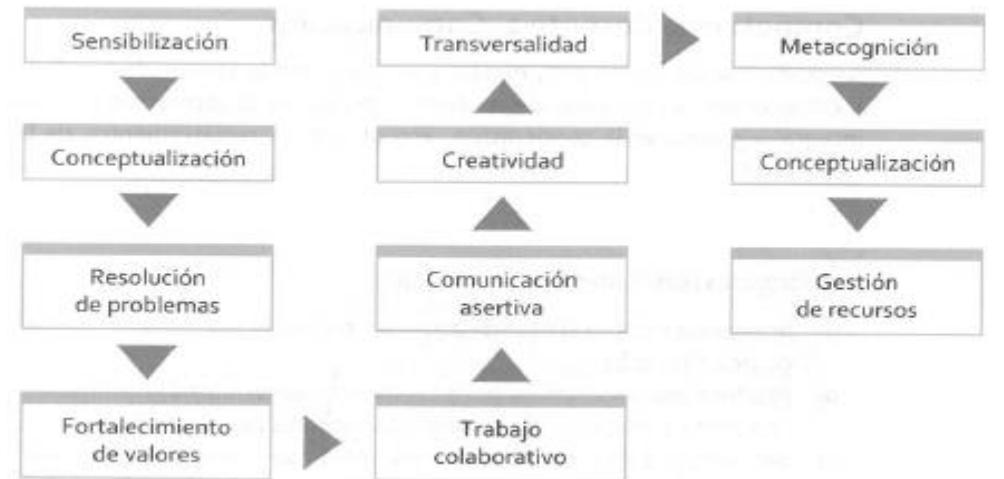 Sensibilización
Conceptualización
Resolución
de problemas
Fortalecimiento
de valores
Trabajo
colaborativo
Comunicación
asertiva
Creatividad
Transversalidad
Metacognición
Conceptualización
Gestión
de recursos